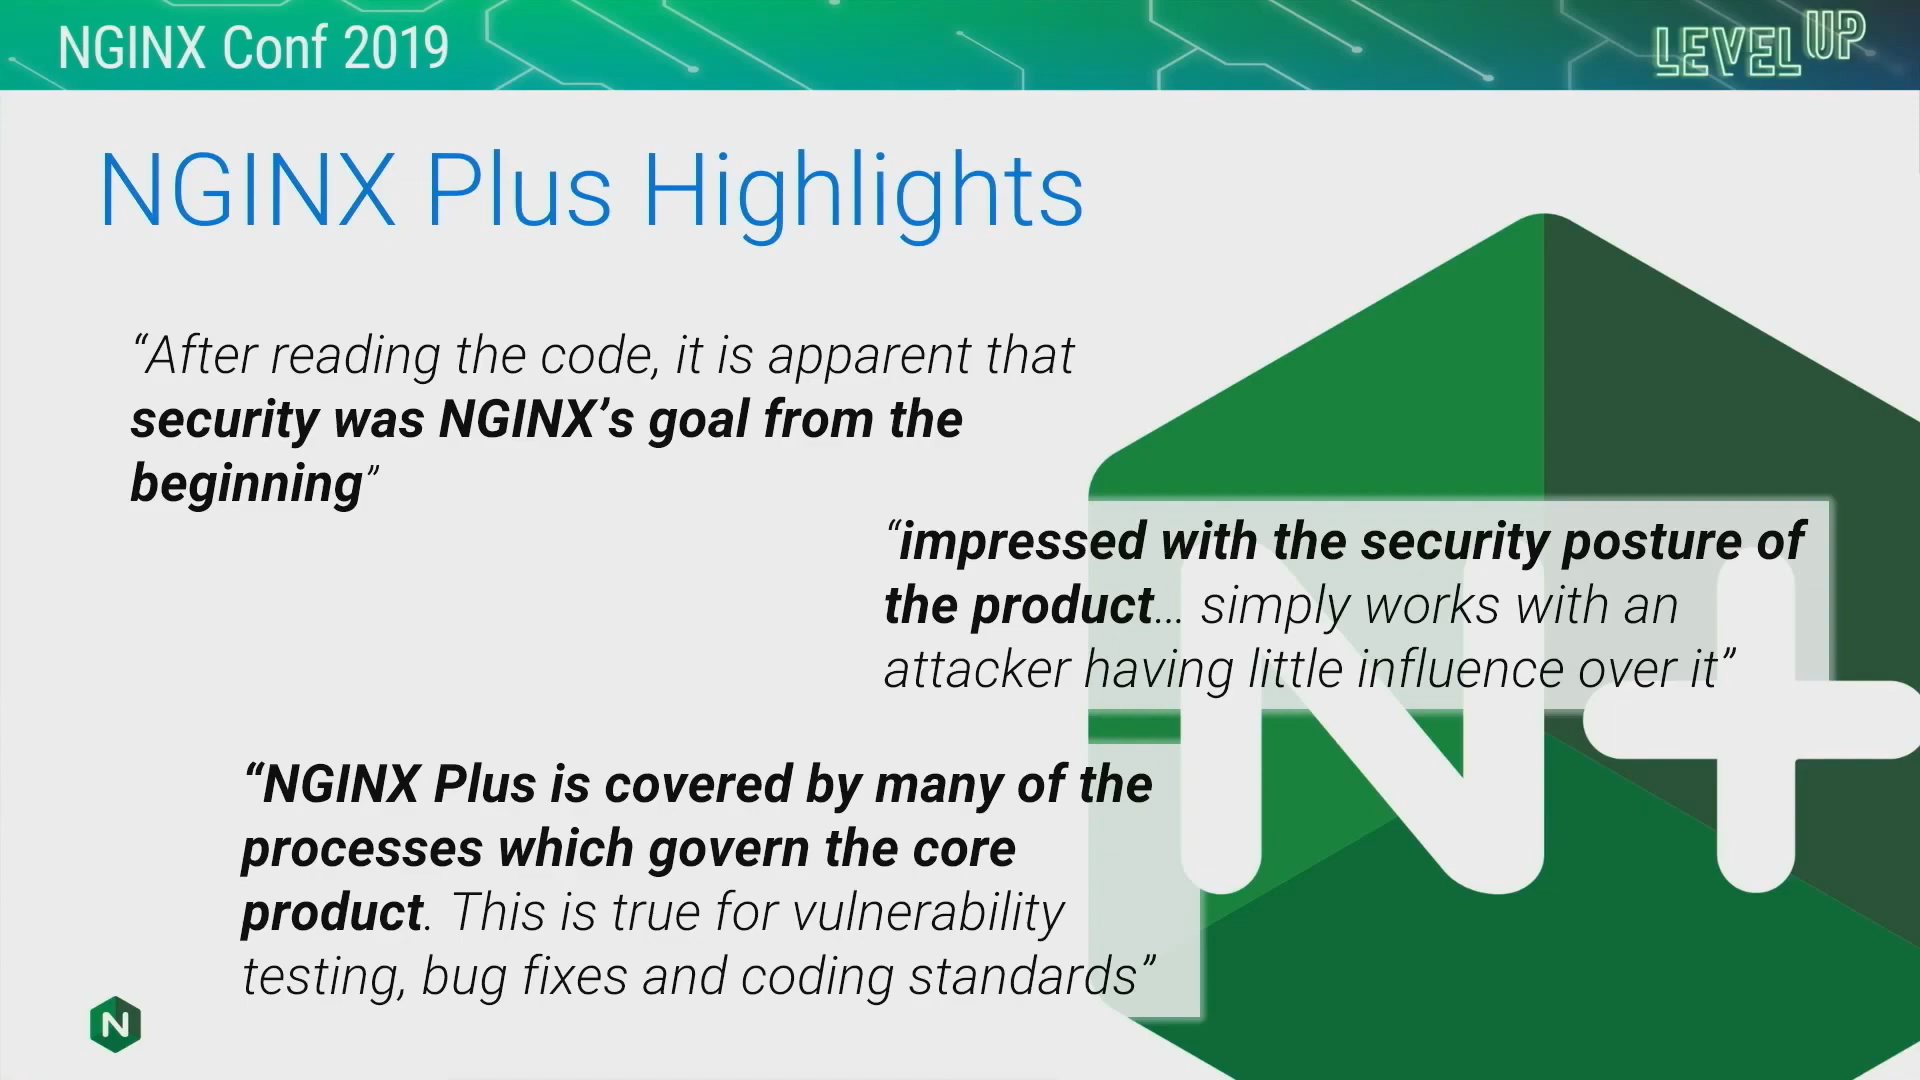 NGINX Conf 2019
LEVEL UP
NGINX Plus Highlights
“After reading the code, it is apparent that
security was NGINX’s goal from the
beginning”
“impressed with the security posture of
the product… simply works with an
attacker having little influence over it”
“NGINX Plus is covered by many of the
processes which govern the core
product. This is true for vulnerability
testing, bug fixes and coding standards”
N+
N